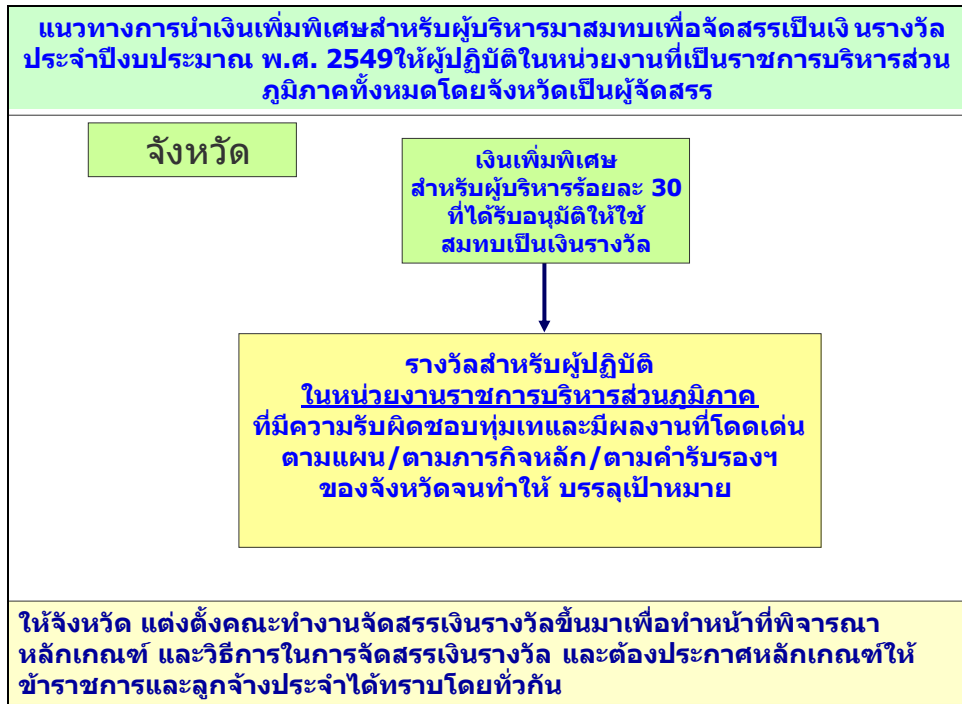 แนวทางการนำเงินเพิ่มพิเศษสำหรับผู้บริหารมาสมทบเพื่อจัดสรรเป็นเงินรางวัล
ประจำปีงบประมาณ พ.ศ. 2549ให้ผู้ปฏิบัติในหน่วยงานที่เป็นราชการบริหารส่วน
ภูมิภาคทั้งหมดโดยจังหวัดเป็นผู้จัดสรร
จังหวัด
เงินเพิ่มพิเศษ
สำหรับผู้บริหารร้อยละ 30
ที่ได้รับอนุมัติให้ใช้
สมทบเป็นเงินรางวัล
รางวัลสำหรับผู้ปฏิบัติ
ในหน่วยงานราชการบริหารส่วนภูมิภาค
ที่มีความรับผิดชอบทุ่มเทและมีผลงานที่โดดเด่น
ตามแผน/ตามภารกิจหลัก/ตามคำรับรองฯ
ของจังหวัดจนทำให้ บรรลุเป้าหมาย
ให้จังหวัด แต่งตั้งคณะทำงานจัดสรรเงินรางวัลขึ้นมาเพื่อทำหน้าที่พิจารณา
หลักเกณฑ์ และวิธีการในการจัดสรรเงินรางวัล และต้องประกาศหลักเกณฑ์ให้
ข้าราชการและลูกจ้างประจำได้ทราบโดยทั่วกัน